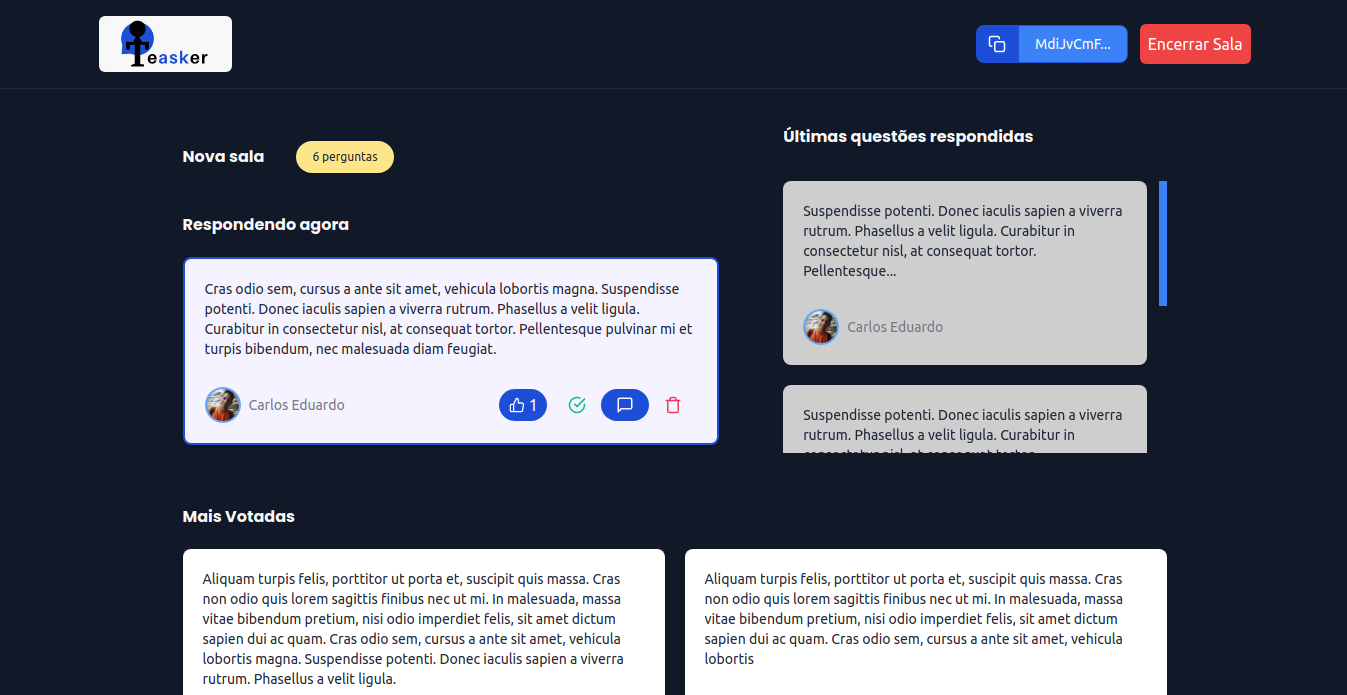 Teasker
MdiJvCmF...
Encerrar Sala
Nova sala
6 perguntas
Respondendo agora
Cras odio sem, cursus a ante sit amet, vehicula lobortis magna. Suspendisse
potenti. Donec iaculis sapien a viverra rutrum. Phasellus a velit ligula.
Curabitur in consectetur nisl, at consequat tortor. Pellentesque pulvinar mi et
turpis bibendum, nec malesuada diam feugiat.
Carlos Eduardo
1
Últimas questões respondidas
Suspendisse potenti. Donec iaculis sapien a viverra
rutrum. Phasellus a velit ligula. Curabitur in
consectetur nisl, at consequat tortor.
Pellentesque...
Carlos Eduardo
Suspendisse potenti. Donec iaculis sapien a viverra
rutrum. Phasellus a velit ligula. Curabitur in
consectetur nisl, at consequat tortor.
Mais Votadas
Aliquam turpis felis, porttitor ut porta et, suscipit quis massa. Cras
non odio quis lorem sagittis finibus nec ut mi. In malesuada, massa
vitae bibendum pretium, nisi odio imperdiet felis, sit amet dictum
sapien dui ac quam. Cras odio sem, cursus a ante sit amet, vehicula
lobortis magna. Suspendisse potenti. Donec iaculis sapien a viverra
rutrum. Phasellus a velit ligula.
Aliquam turpis felis, porttitor ut porta et, suscipit quis massa. Cras
non odio quis lorem sagittis finibus nec ut mi. In malesuada, massa
vitae bibendum pretium, nisi odio imperdiet felis, sit amet dictum
sapien dui ac quam. Cras odio sem, cursus a ante sit amet, vehicula
lobortis